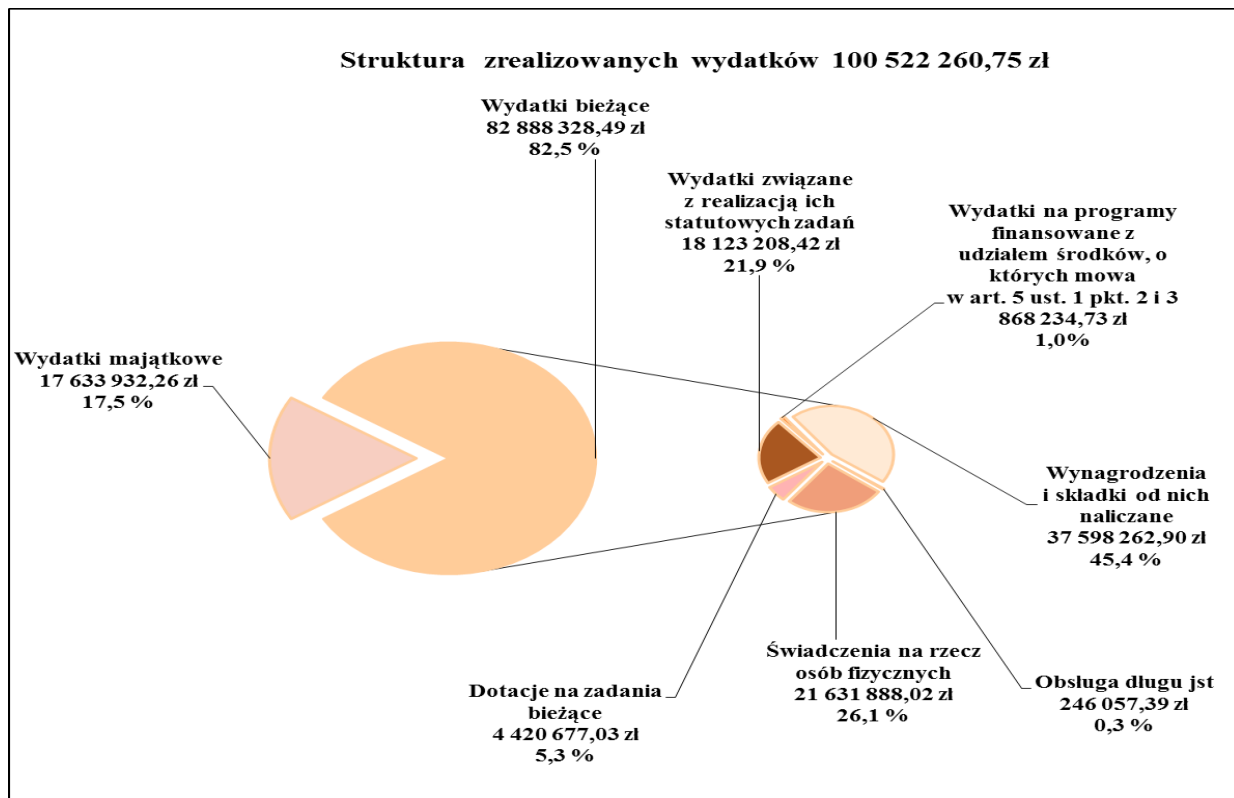 Struktura zrealizowanych wydatków 100 522 260,75 zł
Wydatki bieżące
82 888 328,49 zł
82,5 %
Wydatki związane
z realizacją ich
statutowych zadań
18 123 208,42 zł
21,9 %
Wydatki na programy
finansowane z
udziałem środków, o
których mowa
w art. 5 ust. 1 pkt. 2 i 3
868 234,73 zł
1,0%
Wydatki majątkowe
17 633 932,26 zł
17,5 %
Wynagrodzenia
i składki od nich
naliczane
37 598 262,90 zł
45,4 %
Świadczenia na rzecz
osób fizycznych
21 631 888,02 zł
26,1 %
Obsługa długu jst
246 057,39 zł
0,3 %
Dotacje na zadania
bieżące
4 420 677,03 zł
5,3 %